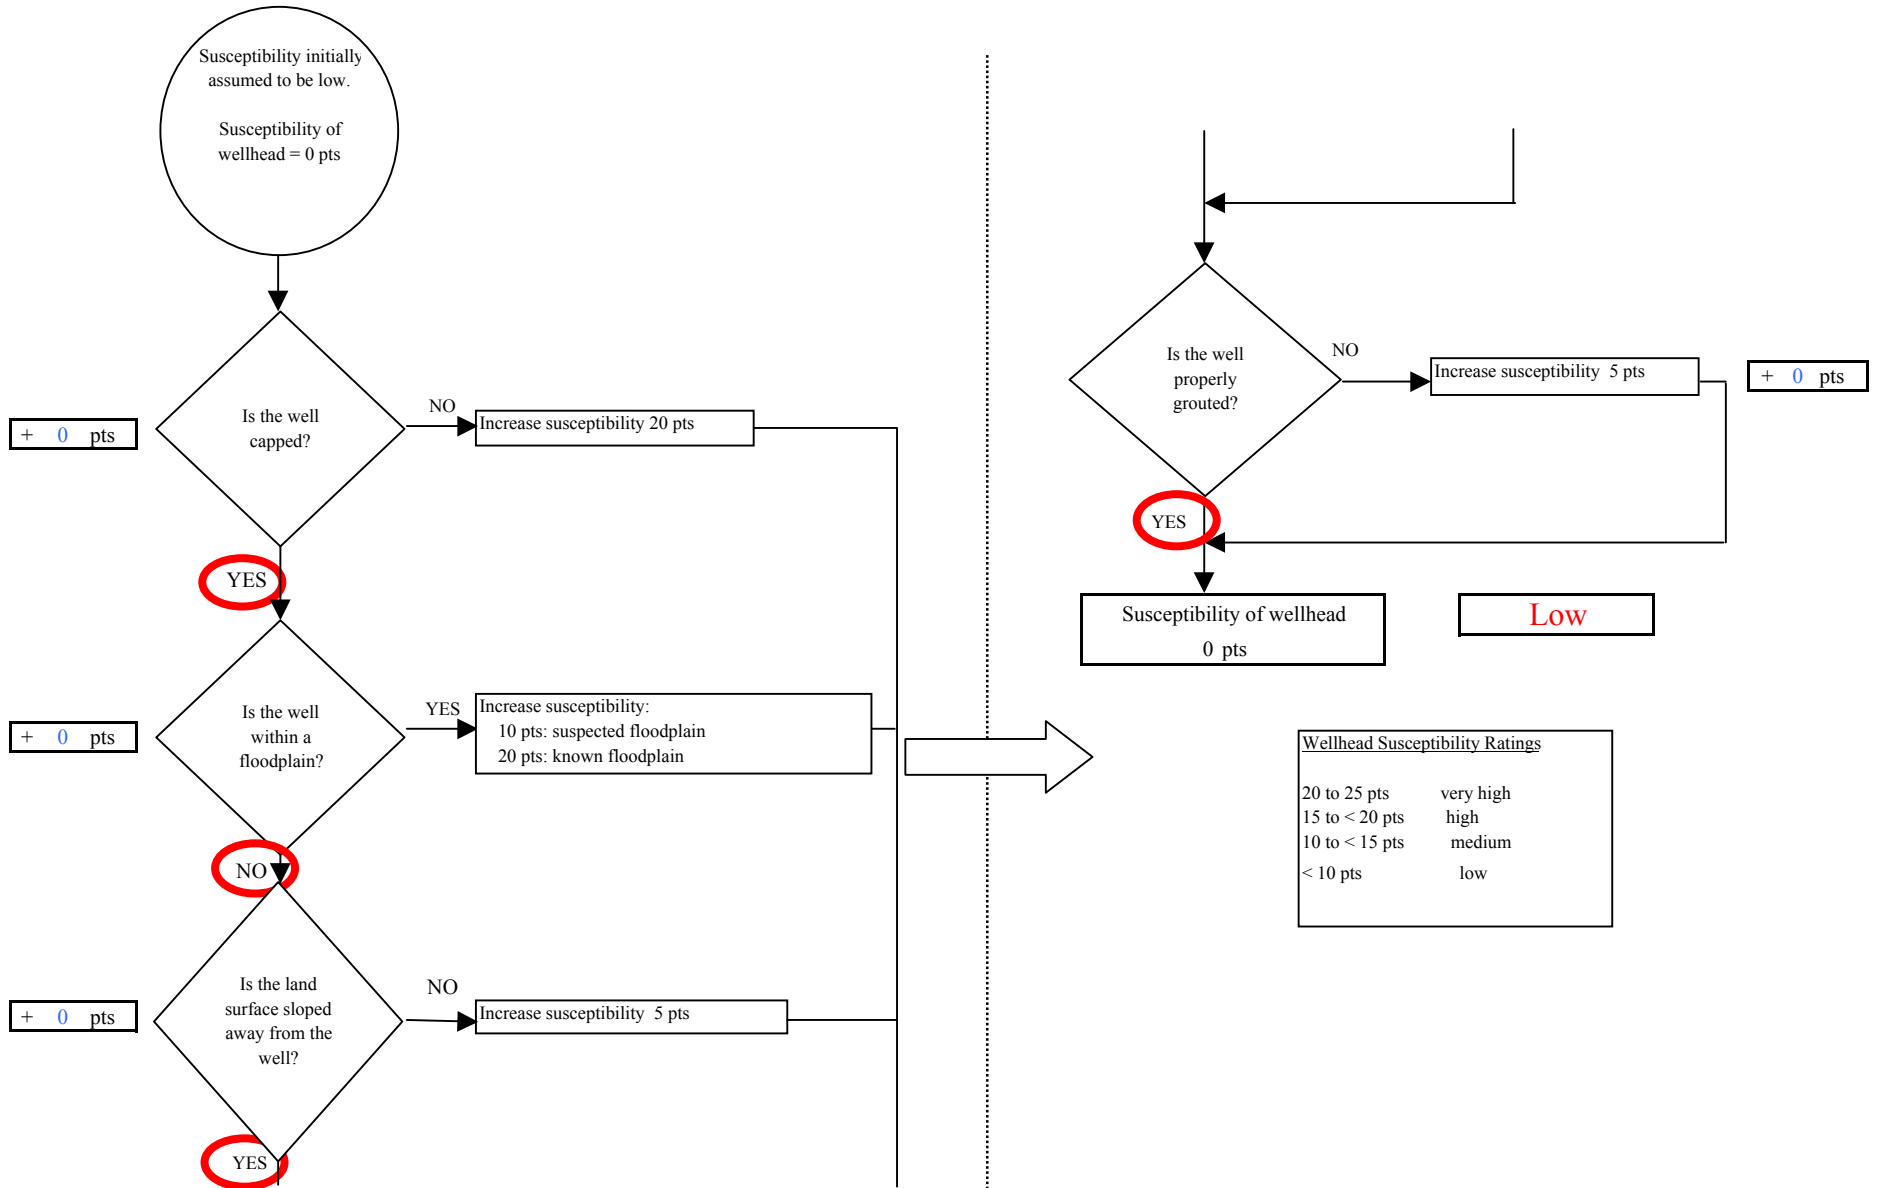 Susceptibility initially
assumed to be low.
Susceptibility of
wellhead = 0 pts
+ 0 pts
Is the well
capped?
NO
Increase susceptibility 20 pts
YES
+ 0 pts
Is the well
within a
floodplain?
YES
Increase susceptibility:
10 pts: suspected floodplain
20 pts: known floodplain
NO
+ 0 pts
Is the land
surface sloped
away from the
well?
NO
Increase susceptibility 5 pts
YES
Is the well
properly
grouted?
NO
Increase susceptibility 5 pts
+ 0 pts
YES
Susceptibility of wellhead
0 pts
Low
Wellhead Susceptibility Ratings
20 to 25 pts very high
15 to < 20 pts high
10 to < 15 pts medium
< 10 pts low